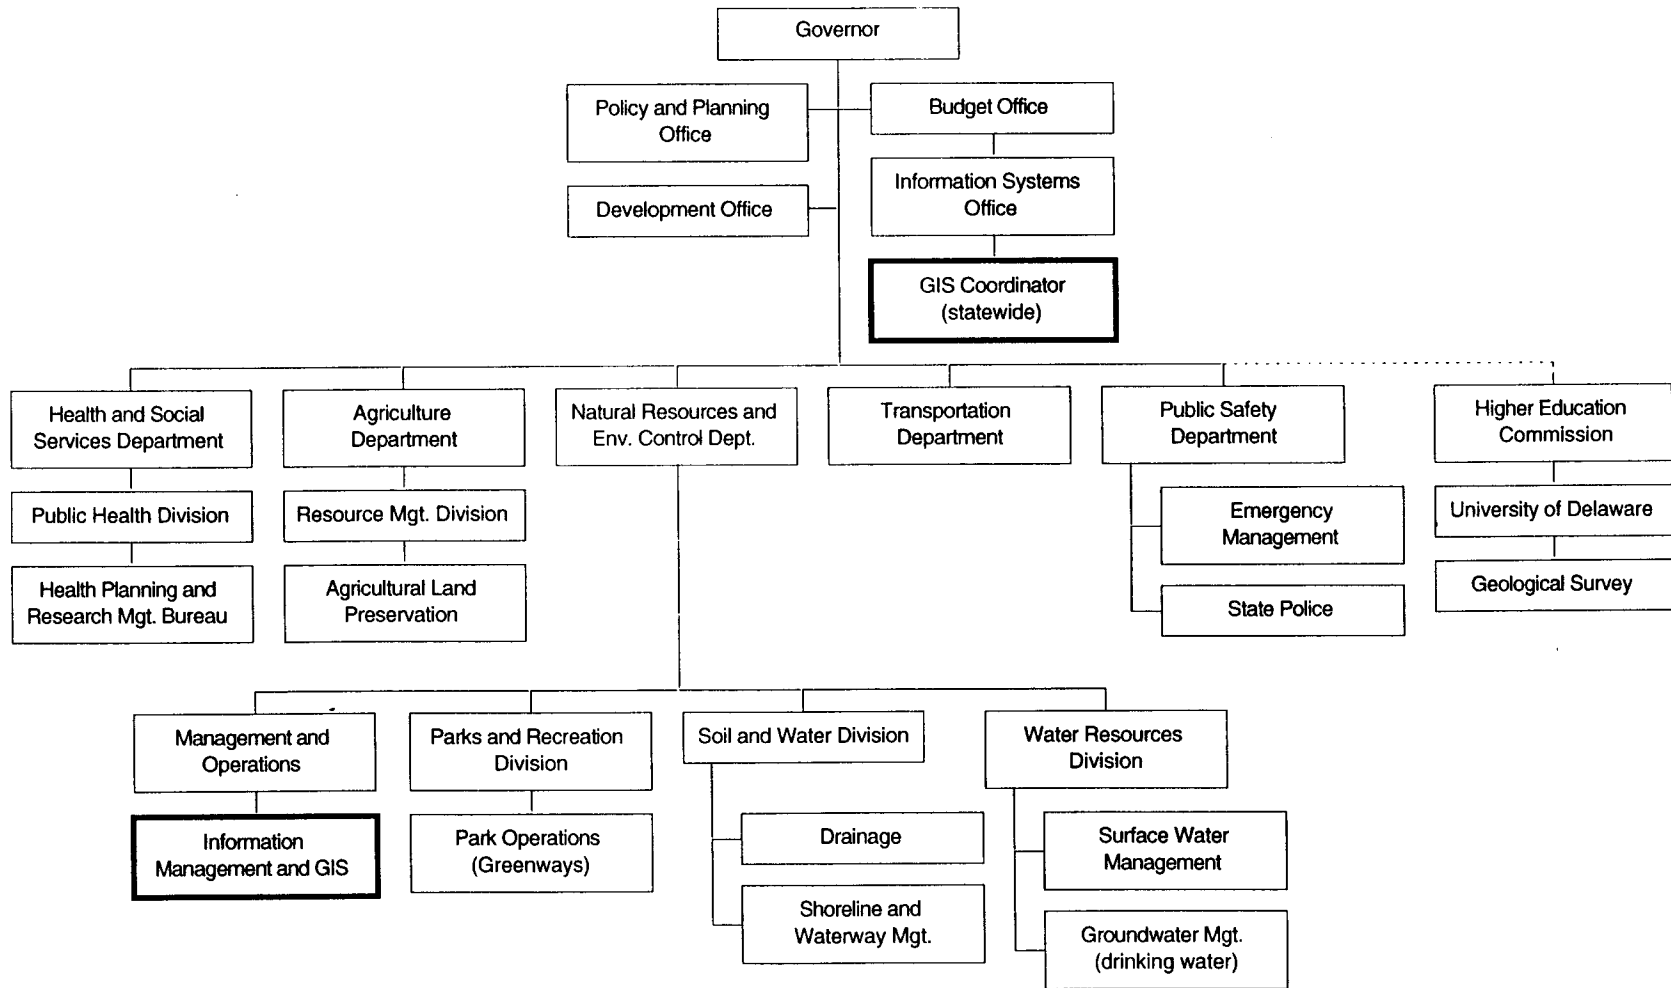 Governor
Policy and Planning
Office
Budget Office
Development Office
Information Systems
Office
GIS Coordinator
(statewide)
Health and Social
Services Department
Agriculture
Department
Natural Resources and
Env. Control Dept.
Transportation
Department
Public Safety
Department
Higher Education
Commission
Public Health Division
Resource Mgt. Division
Emergency
Management
University of Delaware
Health Planning and
Research Mgt. Bureau
Agricultural Land
Preservation
State Police
Geological Survey
Management and
Operations
Parks and Recreation
Division
Soil and Water Division
Water Resources
Division
Information
Management and GIS
Park Operations
(Greenways)
Drainage
Surface Water
Management
Shoreline and
Waterway Mgt.
Groundwater Mgt.
(drinking water)